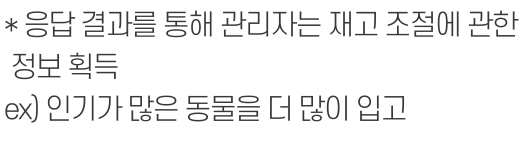 * 응답 결과를 통해 관리자는 재고 조절에 관한
정보 획득
ex) 인기가 많은 동물을 더 많이 입고